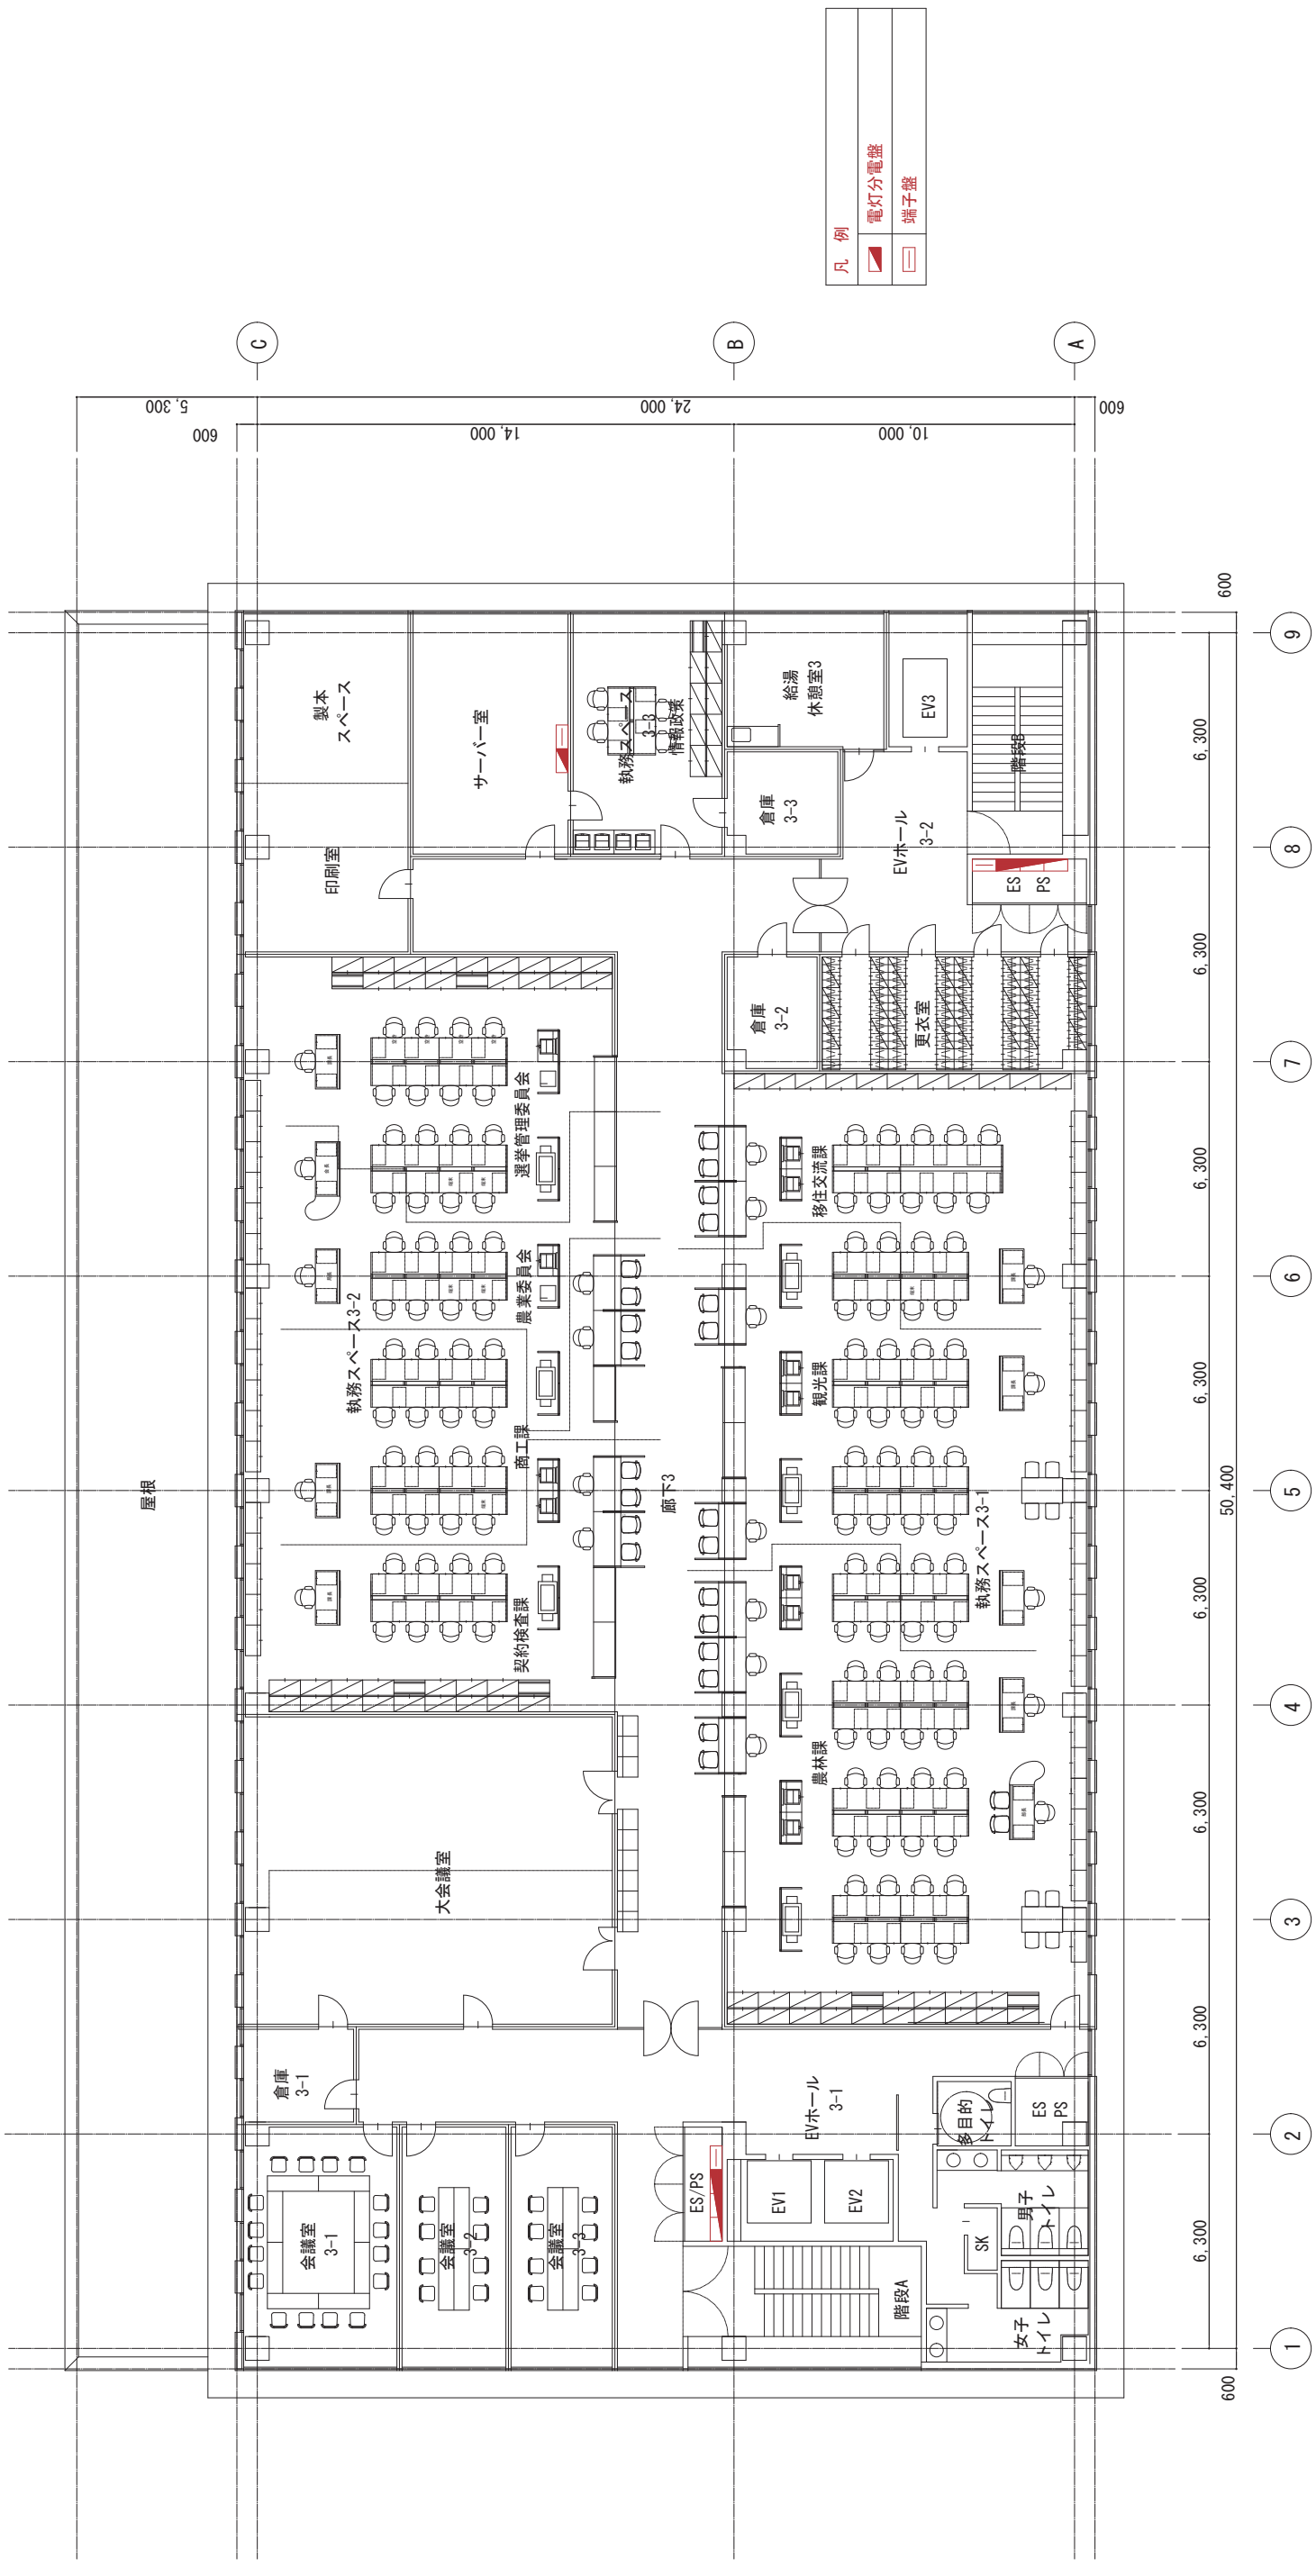 凡 例
電灯分電盤
端子盤
C
B
A
5,300
600
24,000
14,000
10,000
600
屋根
製本
スペース
印刷室
サーバー室
執務スペース
3-3
情報政策
給湯
休憩室3
EV3
階段B
倉庫
3-3
EVホール
3-2
ES
PS
倉庫
3-2
更衣室
選挙管理委員会
農業委員会
執務スペース3-2
商工課
契約検査課
移住交流課
観光課
執務スペース3-1
農林課
廊下3
大会議室
倉庫
3-1
会議室
3-1
会議室
3-2
会議室
3-3
ES/PS
EV1
EV2
EVホール
3-1
階段A
多目的
トイレ
ES
PS
SK
男子
トイレ
女子
トイレ
600
6,300
6,300
6,300
6,300
6,300
6,300
6,300
6,300
50,400
600
1
2
3
4
5
6
7
8
9